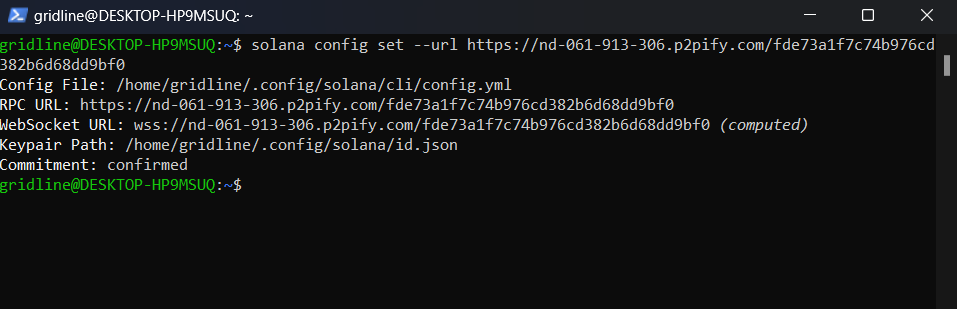 gridline@DESKTOP-HP9MSUQ: ~
gridline@DESKTOP-HP9MSUQ:~$ solana config set --url https://nd-061-913-306.p2pify.com/fde73a1f7c74b976cd
382b6d68dd9bf0
Config File: /home/gridline/.config/solana/cli/config.yml
RPC URL: https://nd-061-913-306.p2pify.com/fde73a1f7c74b976cd382b6d68dd9bf0
WebSocket URL: wss://nd-061-913-306.p2pify.com/fde73a1f7c74b976cd382b6d68dd9bf0 (computed)
Keypair Path: /home/gridline/.config/solana/id.json
Commitment: confirmed
gridline@DESKTOP-HP9MSUQ:~$